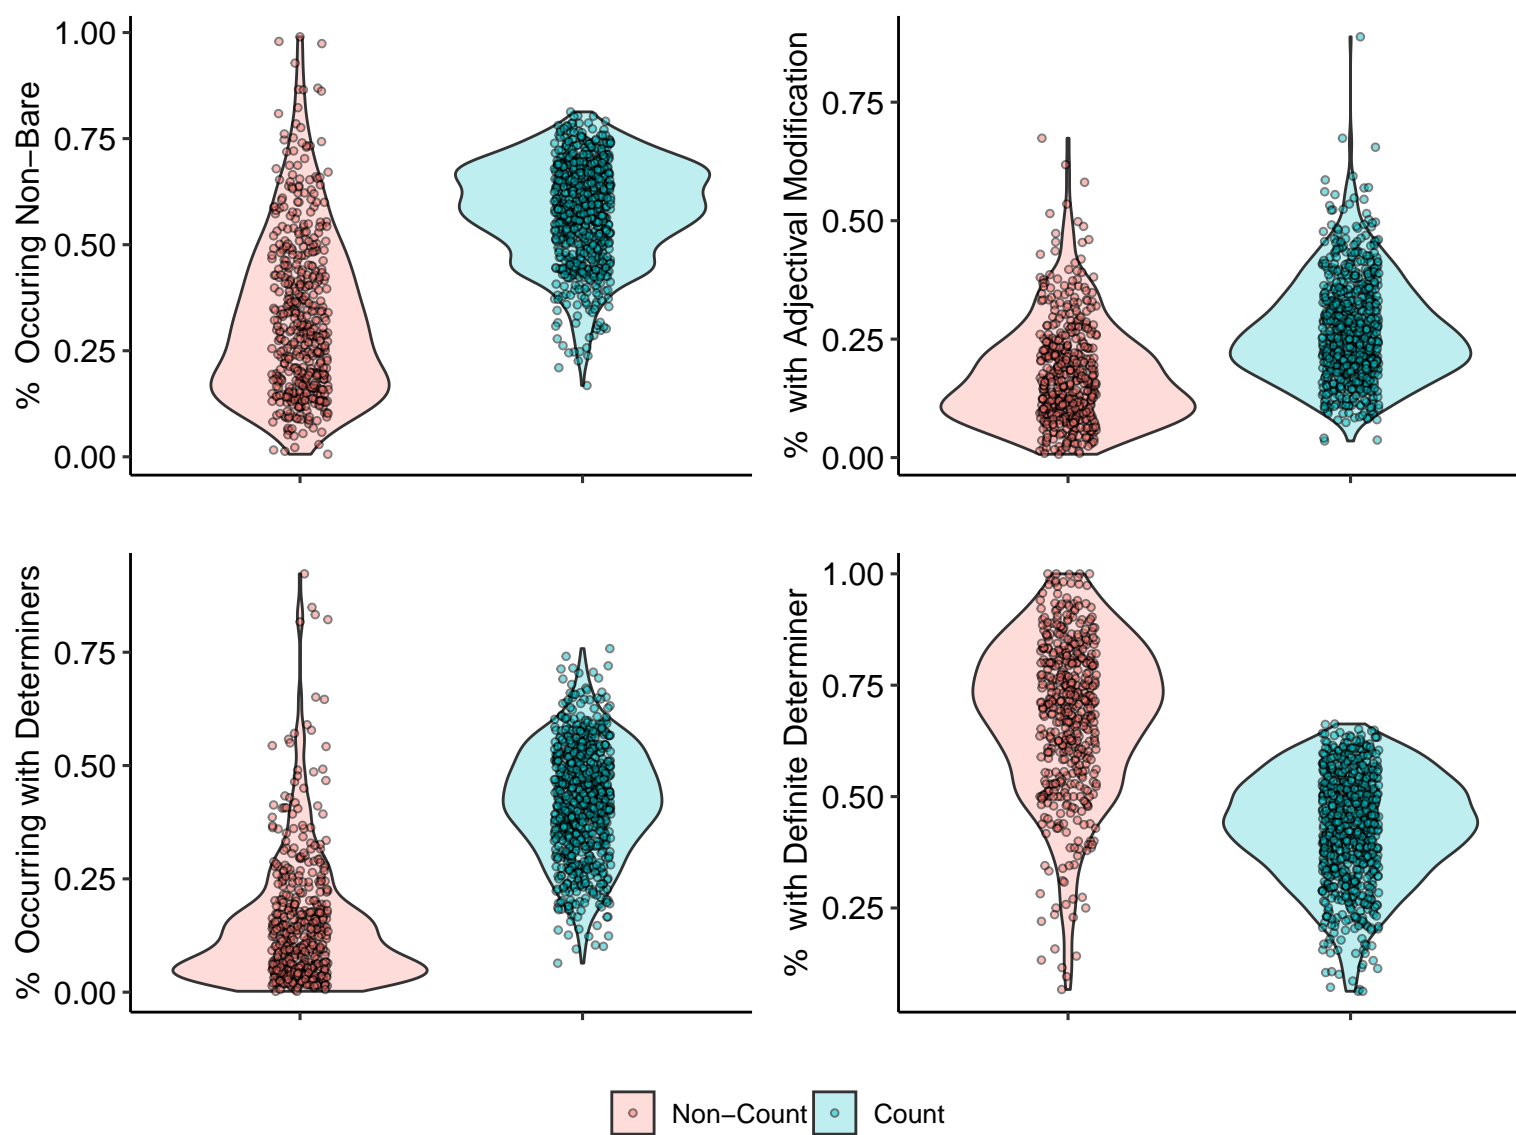 % Occuring Non−Bare
1.00
0.75
0.50
0.25
0.00
% with Adjectival Modification
0.75
0.50
0.25
0.00
% Occurring with Determiners
0.75
0.50
0.25
0.00
% with Definite Determiner
1.00
0.75
0.50
0.25
Non−Count
Count